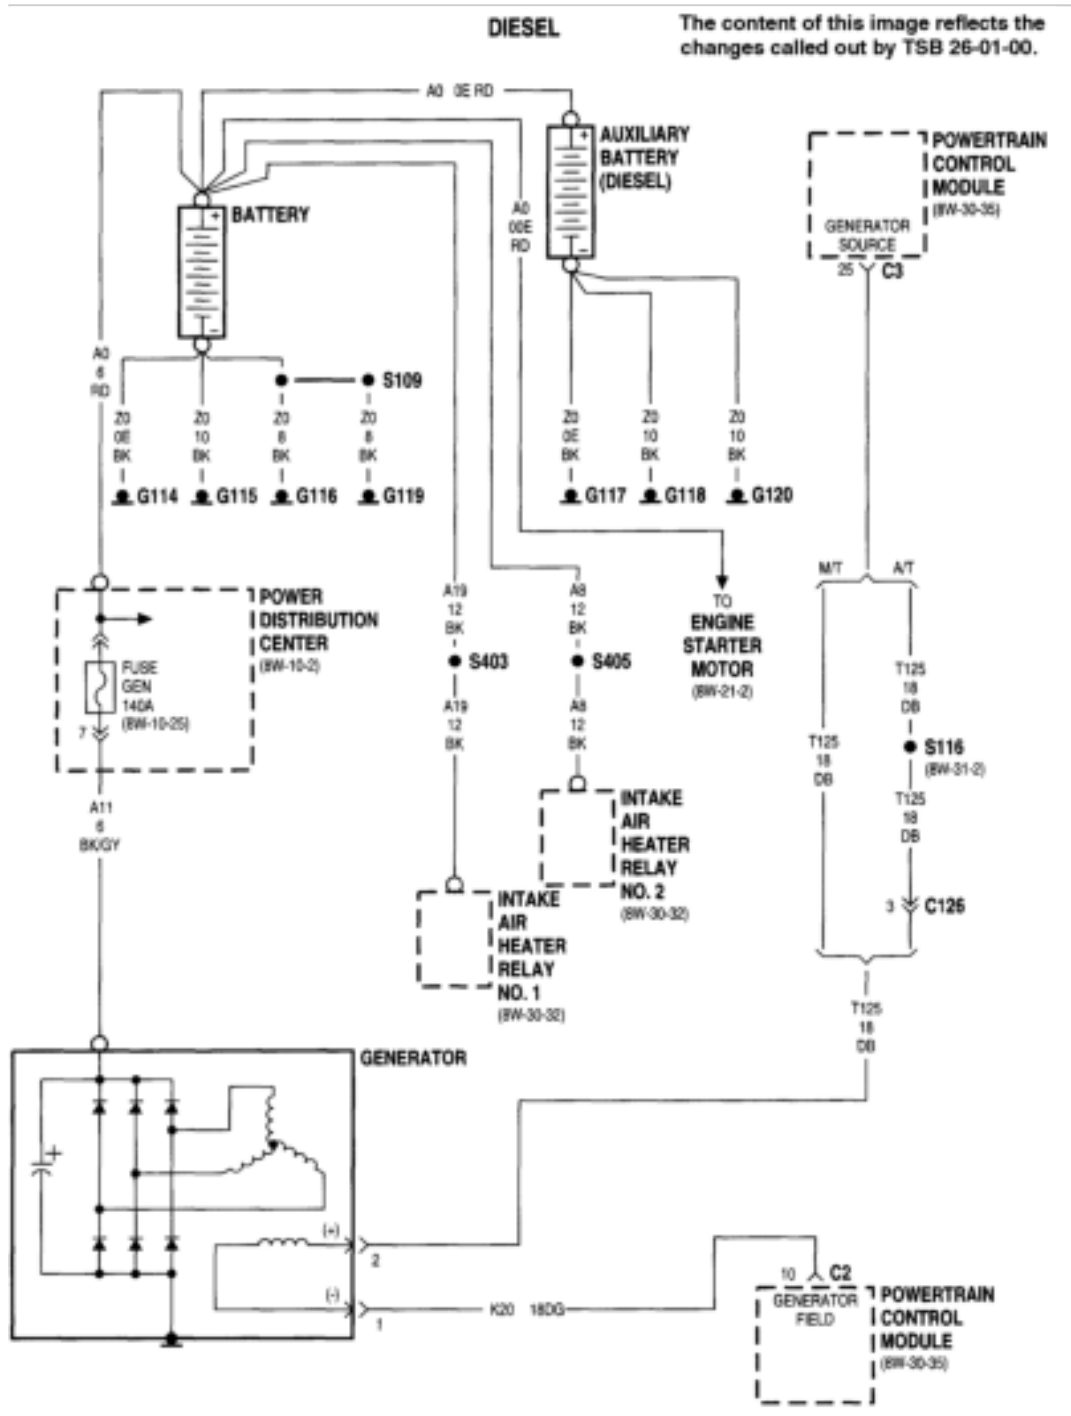 DIESEL
The content of this image reflects the
changes called out by TSB 26-01-00.
A0 0E RD
AUXILIARY
BATTERY
(DIESEL)
+
-
BATTERY
+
-
A0
00E
RD
POWERTRAIN
CONTROL
MODULE
(8W-30-35)
GENERATOR
SOURCE
25
C3
A0
6
RD
S109
Z0
0E
BK
Z0
10
BK
Z0
8
BK
Z0
8
BK
Z0
0E
BK
Z0
10
BK
Z0
10
BK
G114
G115
G116
G119
G117
G118
G120
M/T
A/T
POWER
DISTRIBUTION
CENTER
(8W-10-2)
FUSE
GEN
140A
(8W-10-25)
7
A19
12
BK
S403
A19
12
BK
A8
12
BK
S405
A8
12
BK
TO
ENGINE
STARTER
MOTOR
(8W-21-2)
T125
18
DB
T125
18
DB
S116
(8W-31-2)
T125
18
DB
3
C126
A11
6
BK/GY
INTAKE
AIR
HEATER
RELAY
NO. 2
(8W-30-32)
INTAKE
AIR
HEATER
RELAY
NO. 1
(8W-30-32)
T125
18
DB
GENERATOR
+
(+)
2
(-)
1
K20 18DG
10
C2
GENERATOR
FIELD
POWERTRAIN
CONTROL
MODULE
(8W-30-35)